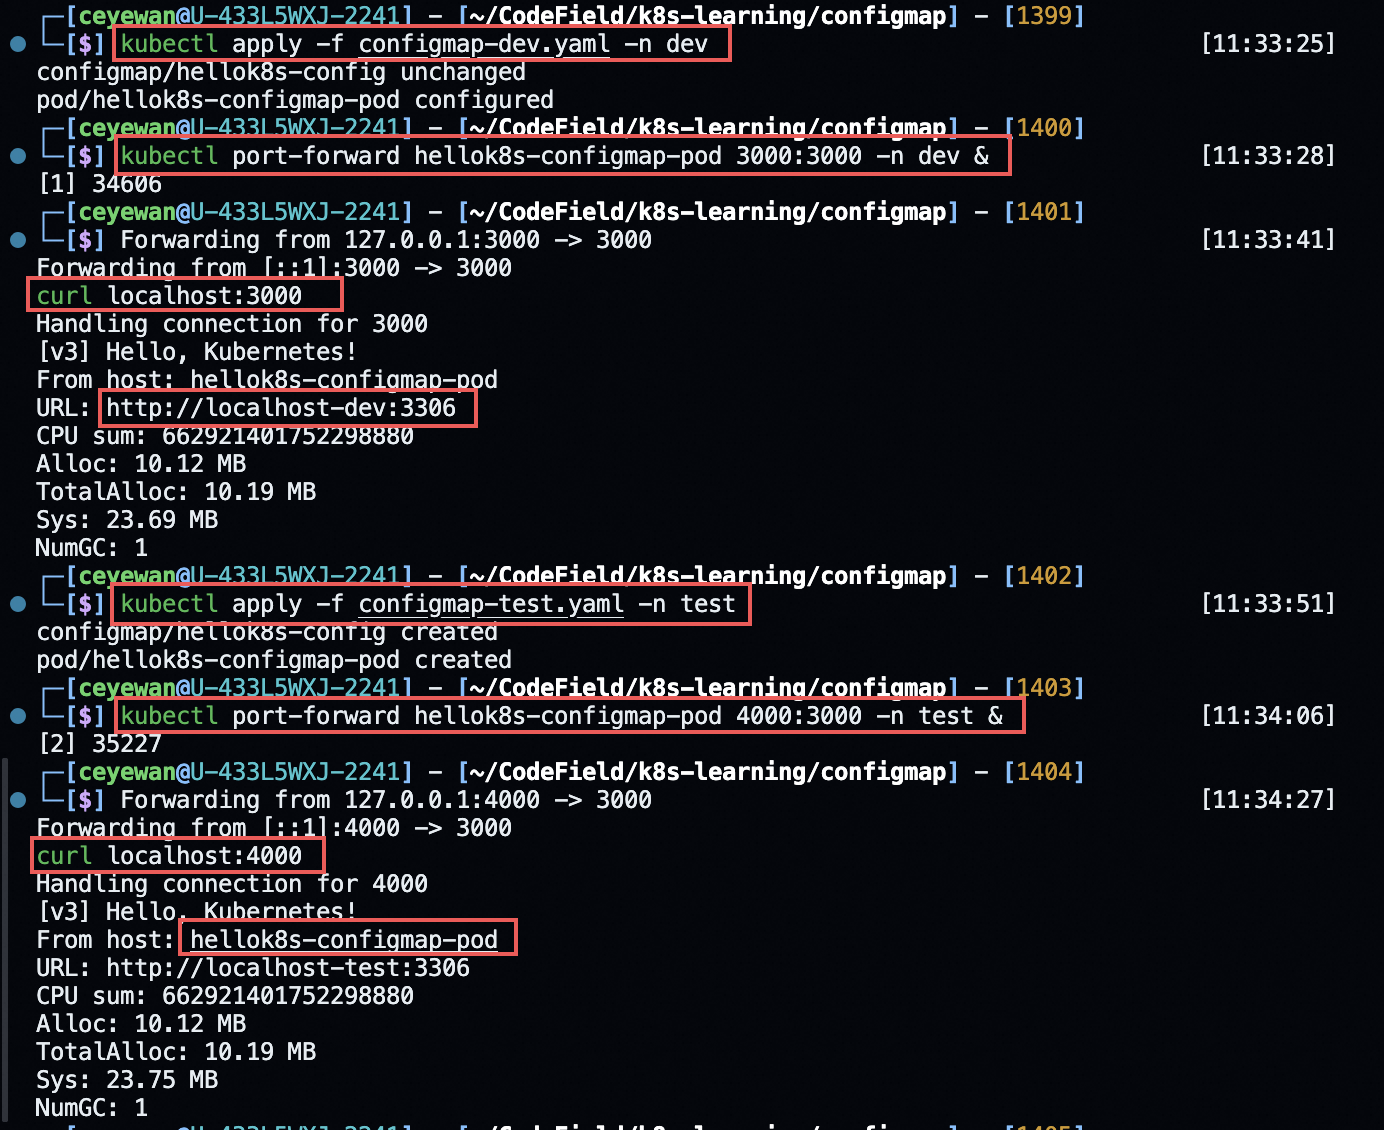 ┌─[ceyewan@U-433L5WXJ-2241] - [~/CodeField/k8s-learning/configmap] - [1399]
└─[$] kubectl apply -f configmap-dev.yaml -n dev [11:33:25]
configmap/hellok8s-config unchanged
pod/hellok8s-configmap-pod configured
┌─[ceyewan@U-433L5WXJ-2241] - [~/CodeField/k8s-learning/configmap] - [1400]
└─[$] kubectl port-forward hellok8s-configmap-pod 3000:3000 -n dev & [11:33:28]
[1] 34606
┌─[ceyewan@U-433L5WXJ-2241] - [~/CodeField/k8s-learning/configmap] - [1401]
└─[$] Forwarding from 127.0.0.1:3000 -> 3000 [11:33:41]
Forwarding from [::1]:3000 -> 3000
curl localhost:3000
Handling connection for 3000
[v3] Hello, Kubernetes!
From host: hellok8s-configmap-pod
URL: http://localhost-dev:3306
CPU sum: 662921401752298880
Alloc: 10.12 MB
TotalAlloc: 10.19 MB
Sys: 23.69 MB
NumGC: 1
┌─[ceyewan@U-433L5WXJ-2241] - [~/CodeField/k8s-learning/configmap] - [1402]
└─[$] kubectl apply -f configmap-test.yaml -n test [11:33:51]
configmap/hellok8s-config created
pod/hellok8s-configmap-pod created
┌─[ceyewan@U-433L5WXJ-2241] - [~/CodeField/k8s-learning/configmap] - [1403]
└─[$] kubectl port-forward hellok8s-configmap-pod 4000:3000 -n test & [11:34:06]
[2] 35227
┌─[ceyewan@U-433L5WXJ-2241] - [~/CodeField/k8s-learning/configmap] - [1404]
└─[$] Forwarding from 127.0.0.1:4000 -> 3000 [11:34:27]
Forwarding from [::1]:4000 -> 3000
curl localhost:4000
Handling connection for 4000
[v3] Hello, Kubernetes!
From host: hellok8s-configmap-pod
URL: http://localhost-test:3306
CPU sum: 662921401752298880
Alloc: 10.12 MB
TotalAlloc: 10.19 MB
Sys: 23.75 MB
NumGC: 1
┌─[ceyewan@U-433L5WXJ-2241] - [~/CodeField/k8s-learning/configmap] - [1405]